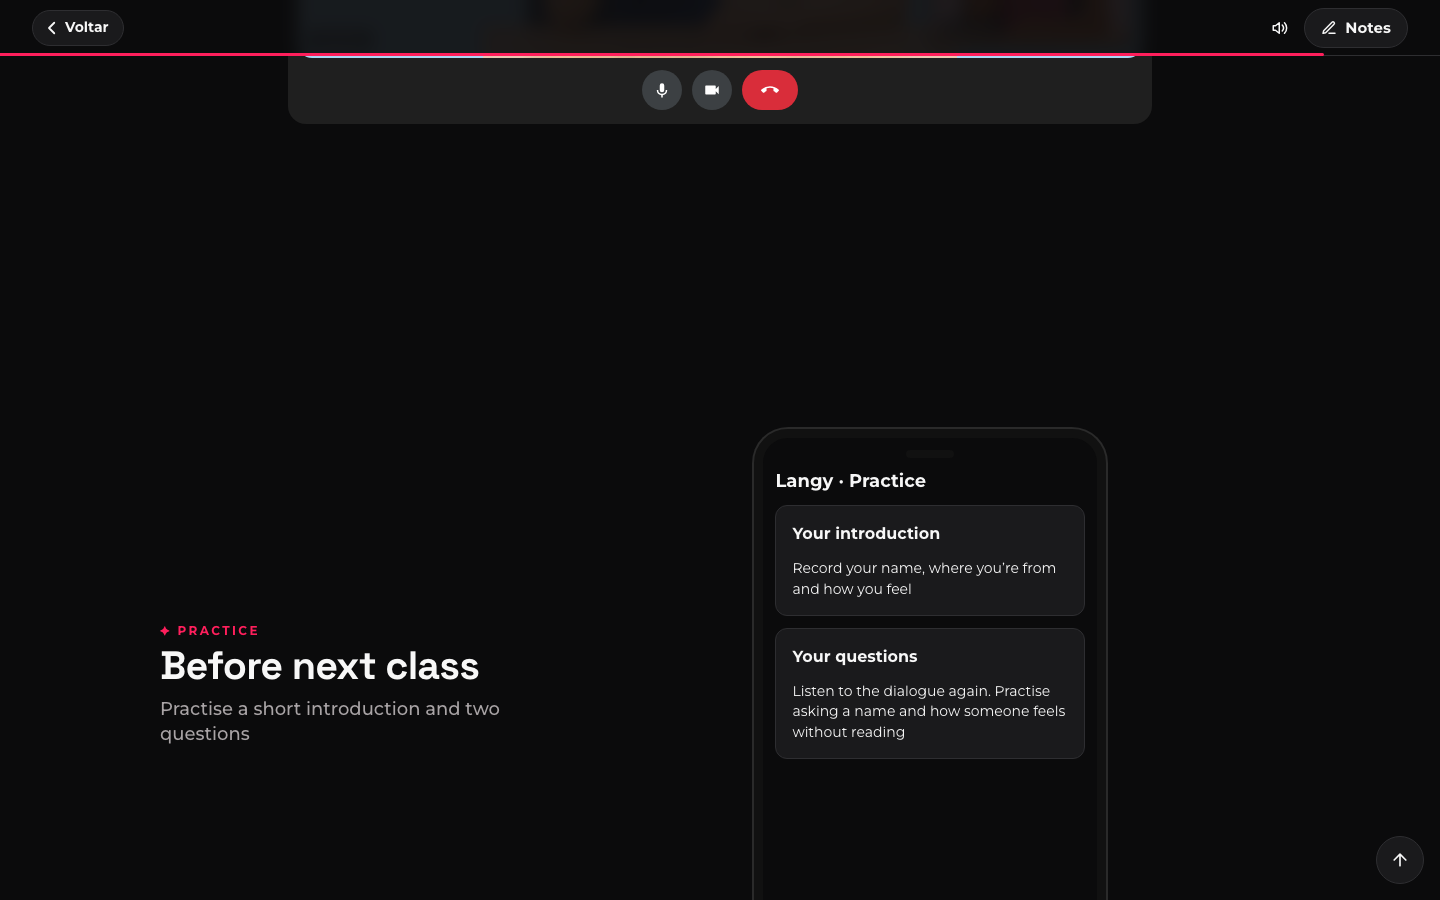 Voltar
Notes
PRACTICE
Before next class
Practise a short introduction and two
questions
Langy · Practice
Your introduction
Record your name, where you're from
and how you feel
Your questions
Listen to the dialogue again. Practise
asking a name and how someone feels
without reading